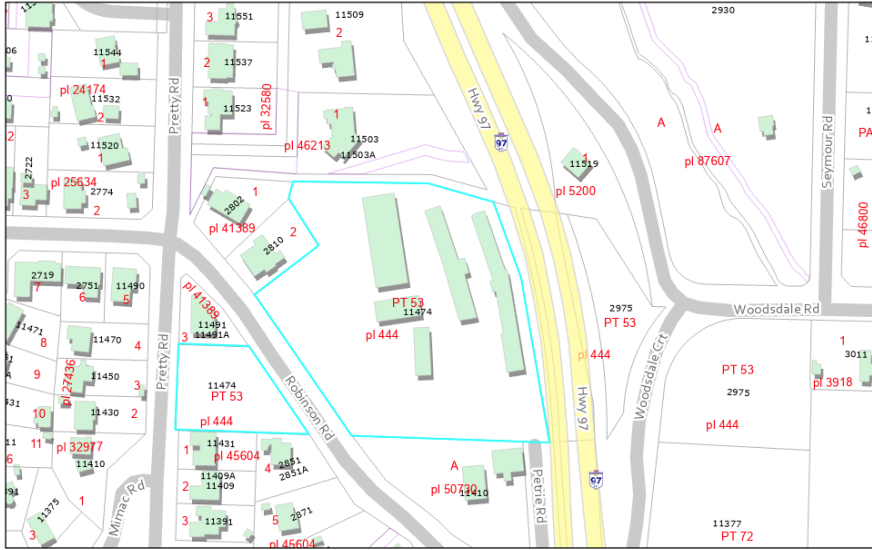 11551
3
11509
2
2930
11544
1
Pretty Rd
2
11537
pl 32580
Hwy 97
06
pl 24174
11532
2
1
11523
97
A
A
Seymour Rd
PA
2
11520
1
pl 46213
1
11503
11503A
11519
1
pl 5200
pl 87607
2722
3
pl 25634
2774
2
2802
1
pl 41389
2
2810
pl 46800
2719
7
2751
6
11490
5
pl 41389
11491
11491A
3
PT 53
11474
pl 444
2975
PT 53
pl 444
Woodsdale Rd
11471
8
11470
4
Pretty Rd
Woodsdale Crt
1
3011
pl 3918
9
pl 27436
11450
3
11474
PT 53
pl 444
Robinson Rd
Hwy 97
PT 53
2975
pl 444
431
10
11430
2
11
pl 32977
11410
1
11431
pl 45604
4
2851
2851A
A
pl 50730
11410
Petrie Rd
97
6
11409A
2
11409
Mimac Rd
11375
3
3
11391
5
2871
pl 45604
11377
PT 72